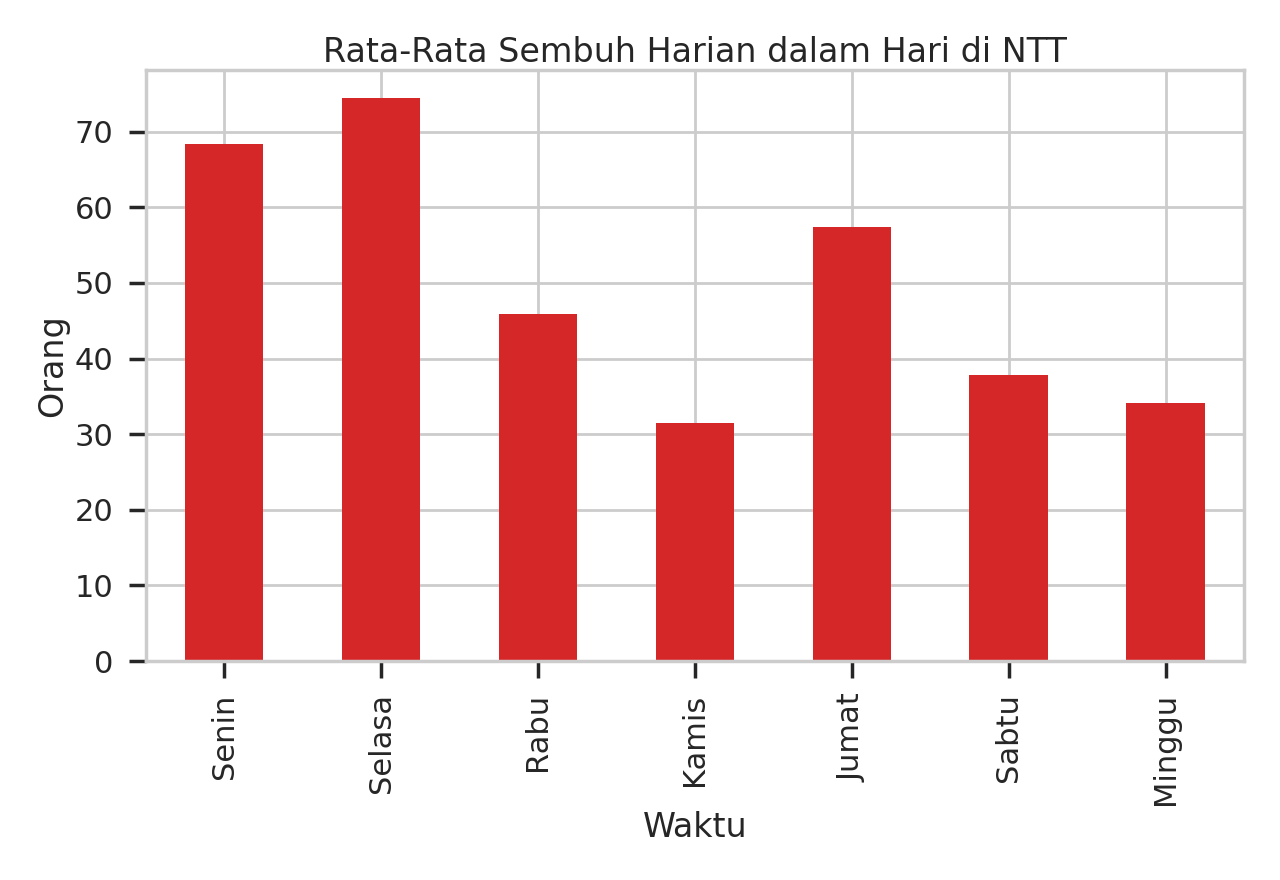 Rata-Rata Sembuh Harian dalam Hari di NTT
Orang
70
60
50
40
30
20
10
0
Senin
Selasa
Rabu
Kamis
Jumat
Sabtu
Minggu
Waktu